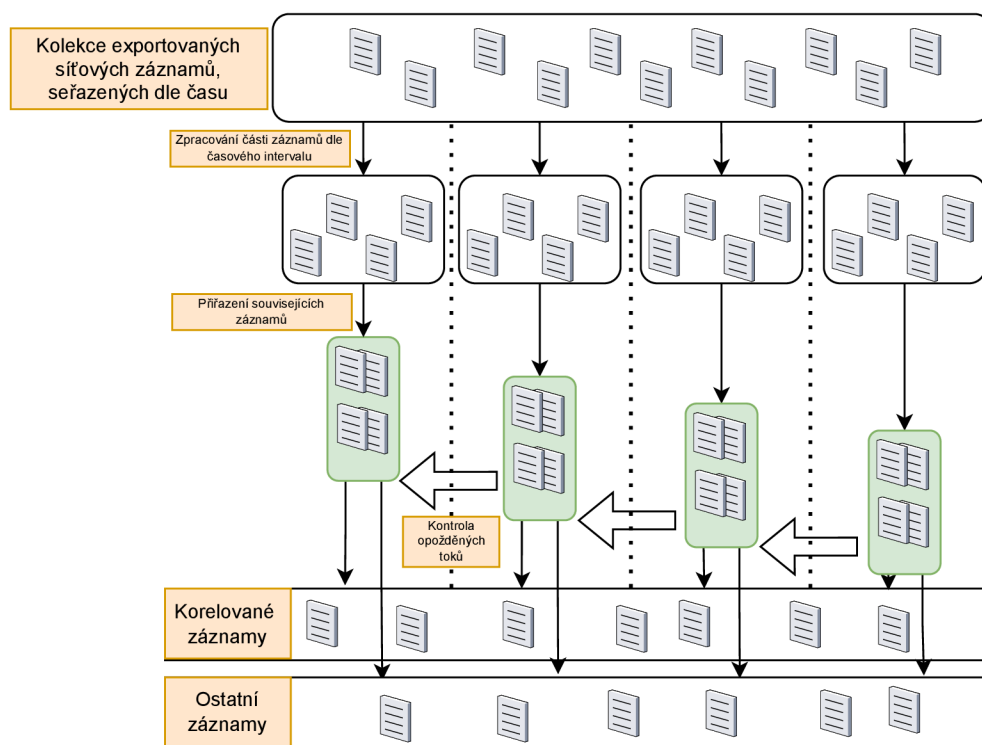 Kolekce exportovaných
síťových záznamů,
seřazených dle času
Zpracování části záznamů dle
časového intervalu
Přiřazení souvisejících
záznamů
Kontrola
opožděných
toků
Korelované
záznamy
Ostatní
záznamy